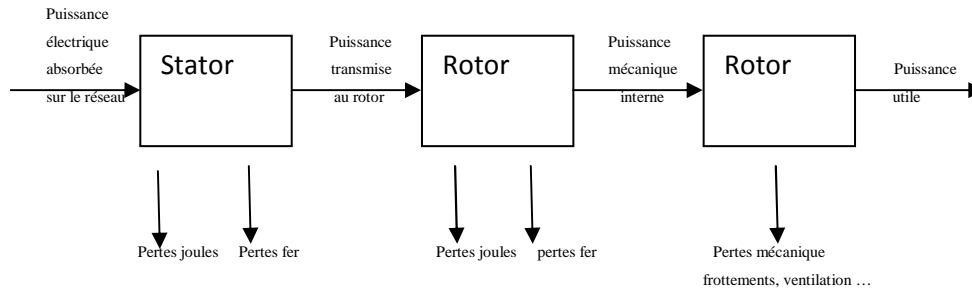 Puissance
électrique
absorbée
sur le réseau
Stator
Puissance
transmise
au rotor
Rotor
Puissance
mécanique
interne
Rotor
Puissance
utile
Pertes joules
Pertes fer
Pertes joules
pertes fer
Pertes mécanique
frottements, ventilation …